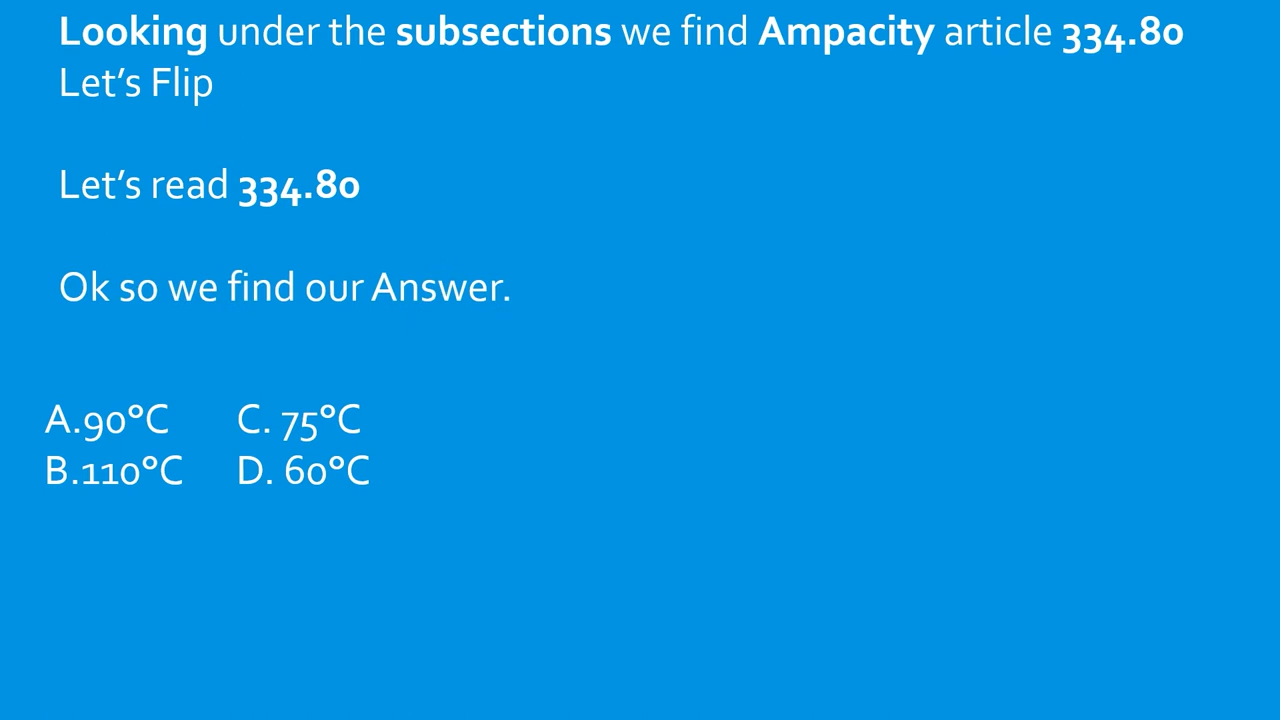 Looking under the subsections we find Ampacity article 334.80
Let’s Flip
Let’s read 334.80
Ok so we find our Answer.
A.90°C C. 75°C
B.110°C D. 60°C